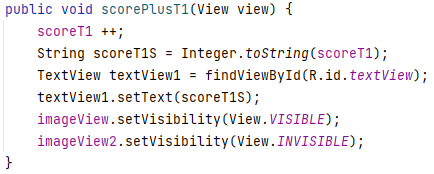 public void scorePlusT1(View view) {
    scoreT1 ++;
    String scoreT1S = Integer.toString(scoreT1);
    TextView textView1 = findViewById(R.id.textView);
    textView1.setText(scoreT1S);
    imageView.setVisibility(View.VISIBLE);
    imageView2.setVisibility(View.INVISIBLE);
}